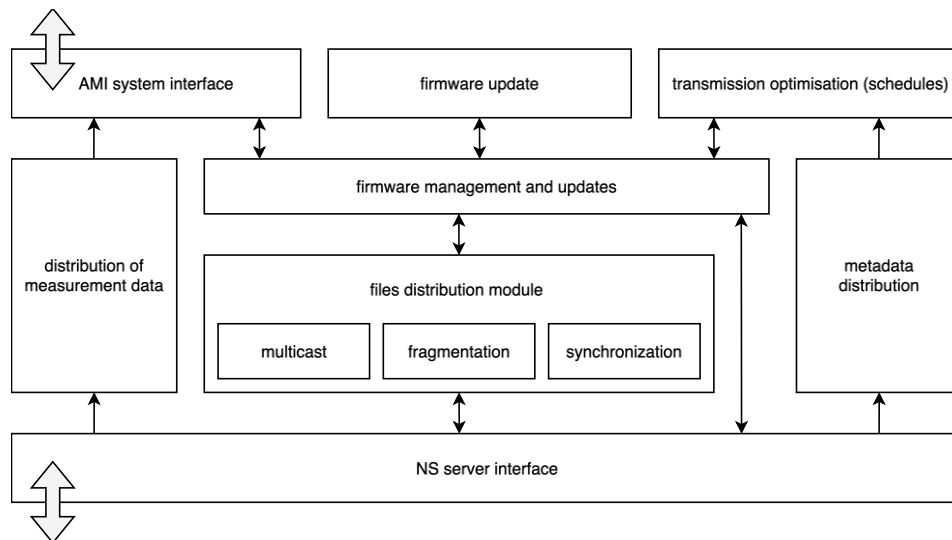 AMI system interface
firmware update
transmission optimisation (schedules)
firmware management and updates
distribution of
measurement data
files distribution module
multicast
fragmentation
synchronization
metadata
distribution
NS server interface